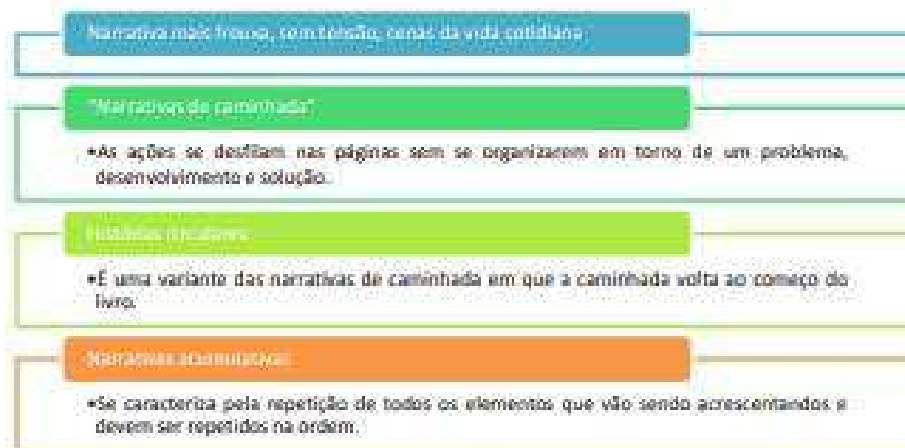 Narrativa mais frouxa, sem tensão, cenas da vida cotidiana
"Narrativas de caminhada"
•As ações se desfilam nas páginas sem se organizarem em torno de um problema,
desenvolvimento e solução.
Histórias circulares
•É uma variante das narrativas de caminhada em que a caminhada volta ao começo do
livro.
Narrativas acumulativas
•Se caracteriza pela repetição de todos os elementos que vão sendo acrescentandos e
devem ser repetidos na ordem.